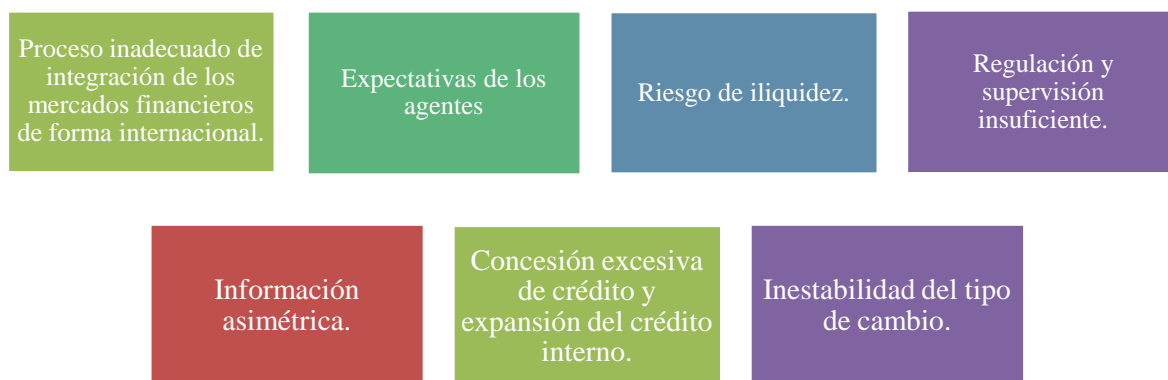 Proceso inadecuado de
integración de los
mercados financieros
de forma internacional.
Expectativas de los
agentes
Riesgo de iliquidez.
Regulación y
supervisión
insuficiente.
Información
asimétrica.
Concesión excesiva
de crédito y
expansión del crédito
interno.
Inestabilidad del tipo
de cambio.